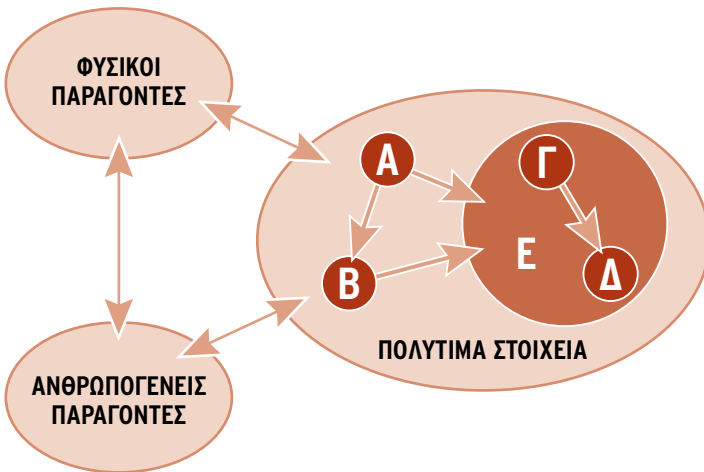 ΦΥΣΙΚΟΙ
ΠΑΡΑΓΟΝΤΕΣ
Α
Γ
Β
Ε
Δ
ΠΟΛΥΤΙΜΑ ΣΤΟΙΧΕΙΑ
ΑΝΘΡΩΠΟΓΕΝΕΙΣ
ΠΑΡΑΓΟΝΤΕΣ